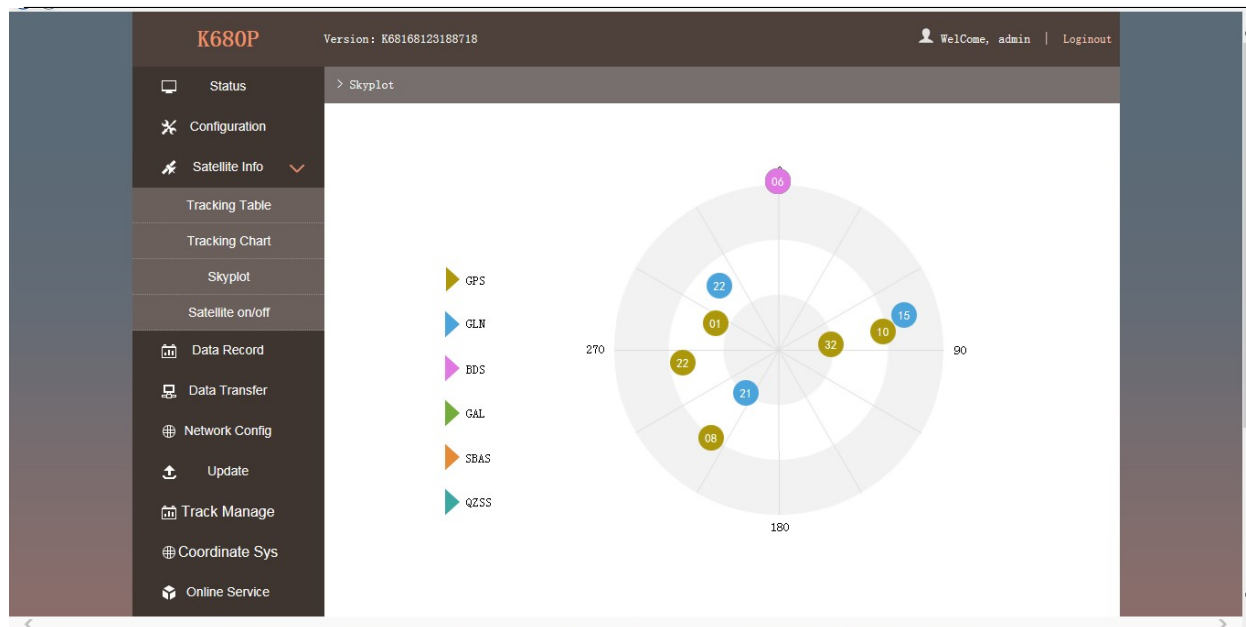 K680P
Version: K68168123188718
WelCome, admin | Loginout
Status
> Skyplot
Configuration
Satellite Info
Tracking Table
Tracking Chart
Skyplot
Satellite on/off
Data Record
Data Transfer
Network Config
Update
Track Manage
Coordinate Sys
Online Service
GPS
GLN
BDS
GAL
SBAS
QZSS
06
22
15
01
10
32
270
90
22
21
08
180